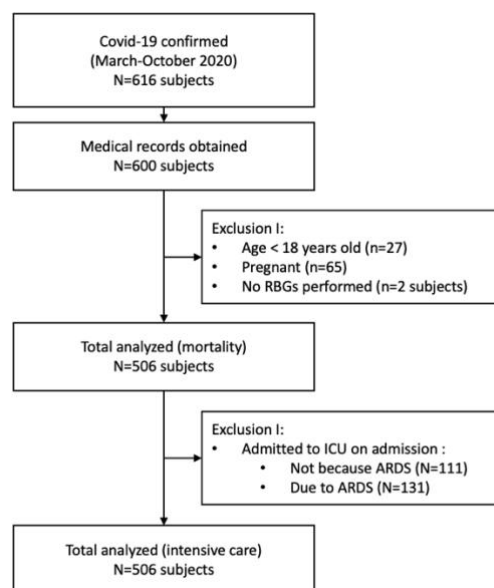 Covid-19 confirmed
(March-October 2020)
N=616 subjects
Medical records obtained
N=600 subjects
Exclusion I:
• Age < 18 years old (n=27)
• Pregnant (n=65)
• No RBGs performed (n=2 subjects)
Total analyzed (mortality)
N=506 subjects
Exclusion I:
• Admitted to ICU on admission :
• Not because ARDS (N=111)
• Due to ARDS (N=131)
Total analyzed (intensive care)
N=506 subjects